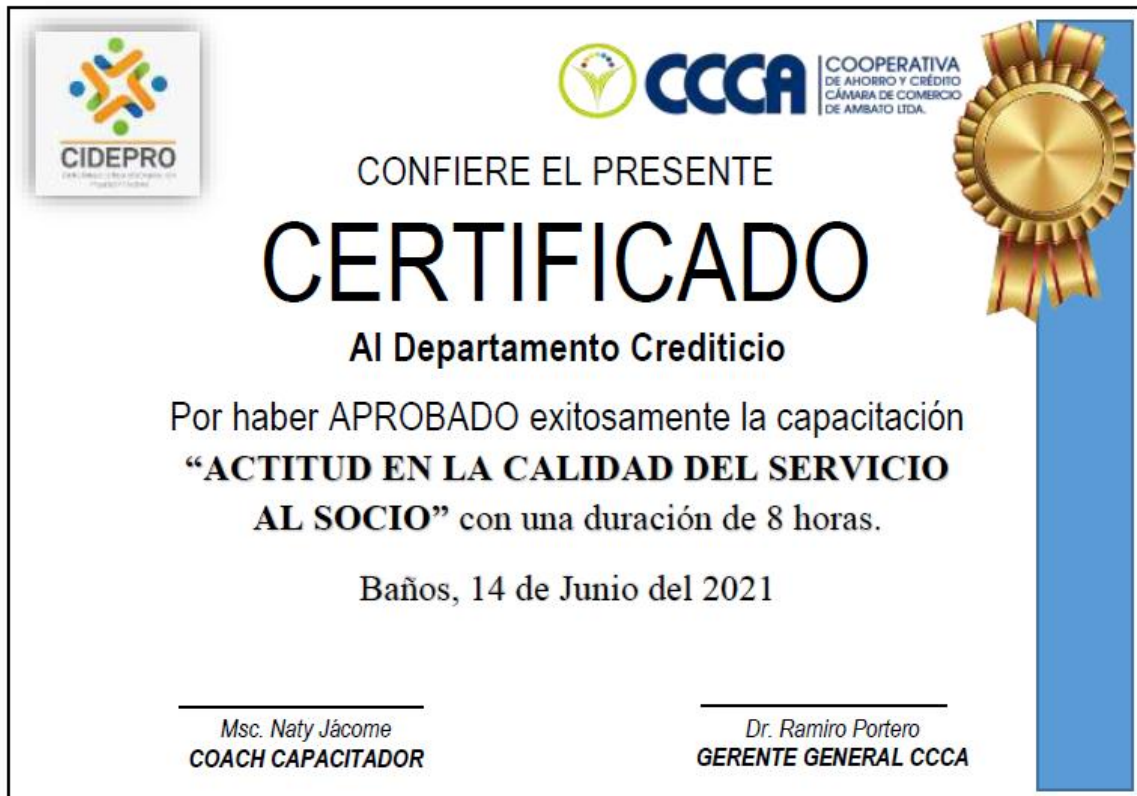 CIDEPRO
CCCA
COOPERATIVA
DE AHORRO Y CRÉDITO
CÁMARA DE COMERCIO
DE AMBATO LTDA.
CONFIERE EL PRESENTE
CERTIFICADO
Al Departamento Crediticio
Por haber APROBADO exitosamente la capacitación
“ACTITUD EN LA CALIDAD DEL SERVICIO
AL SOCIO” con una duración de 8 horas.
Baños, 14 de Junio del 2021
Msc. Naty Jácome
COACH CAPACITADOR
Dr. Ramiro Portero
GERENTE GENERAL CCCA